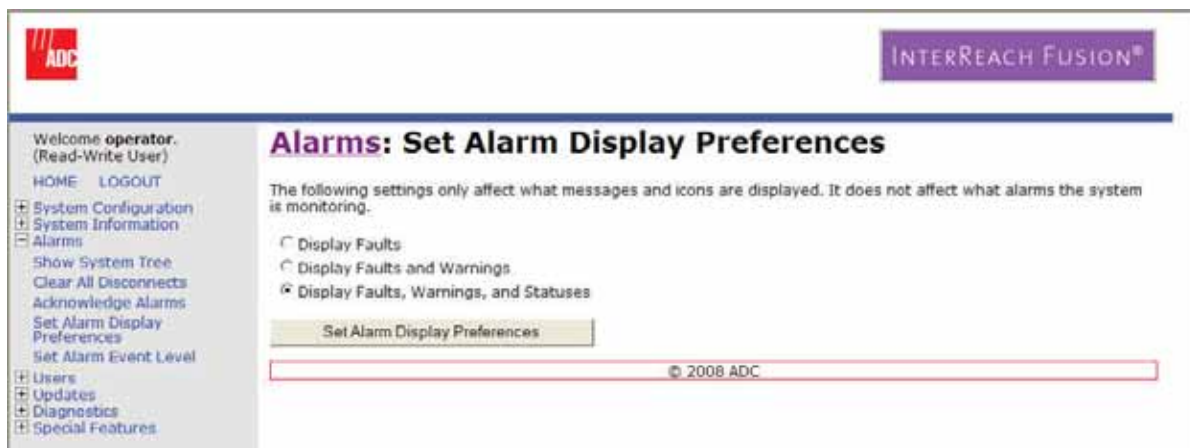 ADC
INTERREACH FUSION®
Welcome operator.
(Read-Write User)
HOME LOGOUT
System Configuration
System Information
Alarms
Show System Tree
Clear All Disconnects
Acknowledge Alarms
Set Alarm Display
Preferences
Set Alarm Event Level
Users
Updates
Diagnostics
Special Features
Alarms: Set Alarm Display Preferences
The following settings only affect what messages and icons are displayed. It does not affect what alarms the system
is monitoring.
Display Faults
Display Faults and Warnings
Display Faults, Warnings, and Statuses
Set Alarm Display Preferences
© 2008 ADC